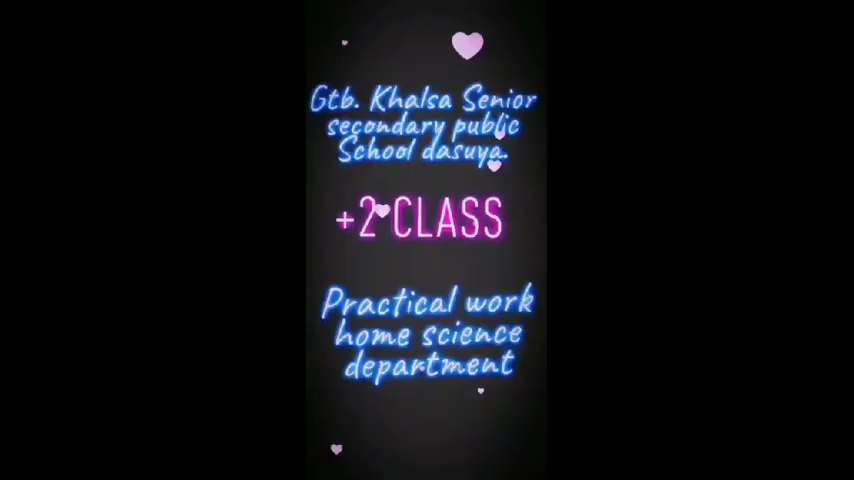 Gtb. Khalsa Senior
secondary public
School dasuya.
+2 CLASS
Practical work
home science
department